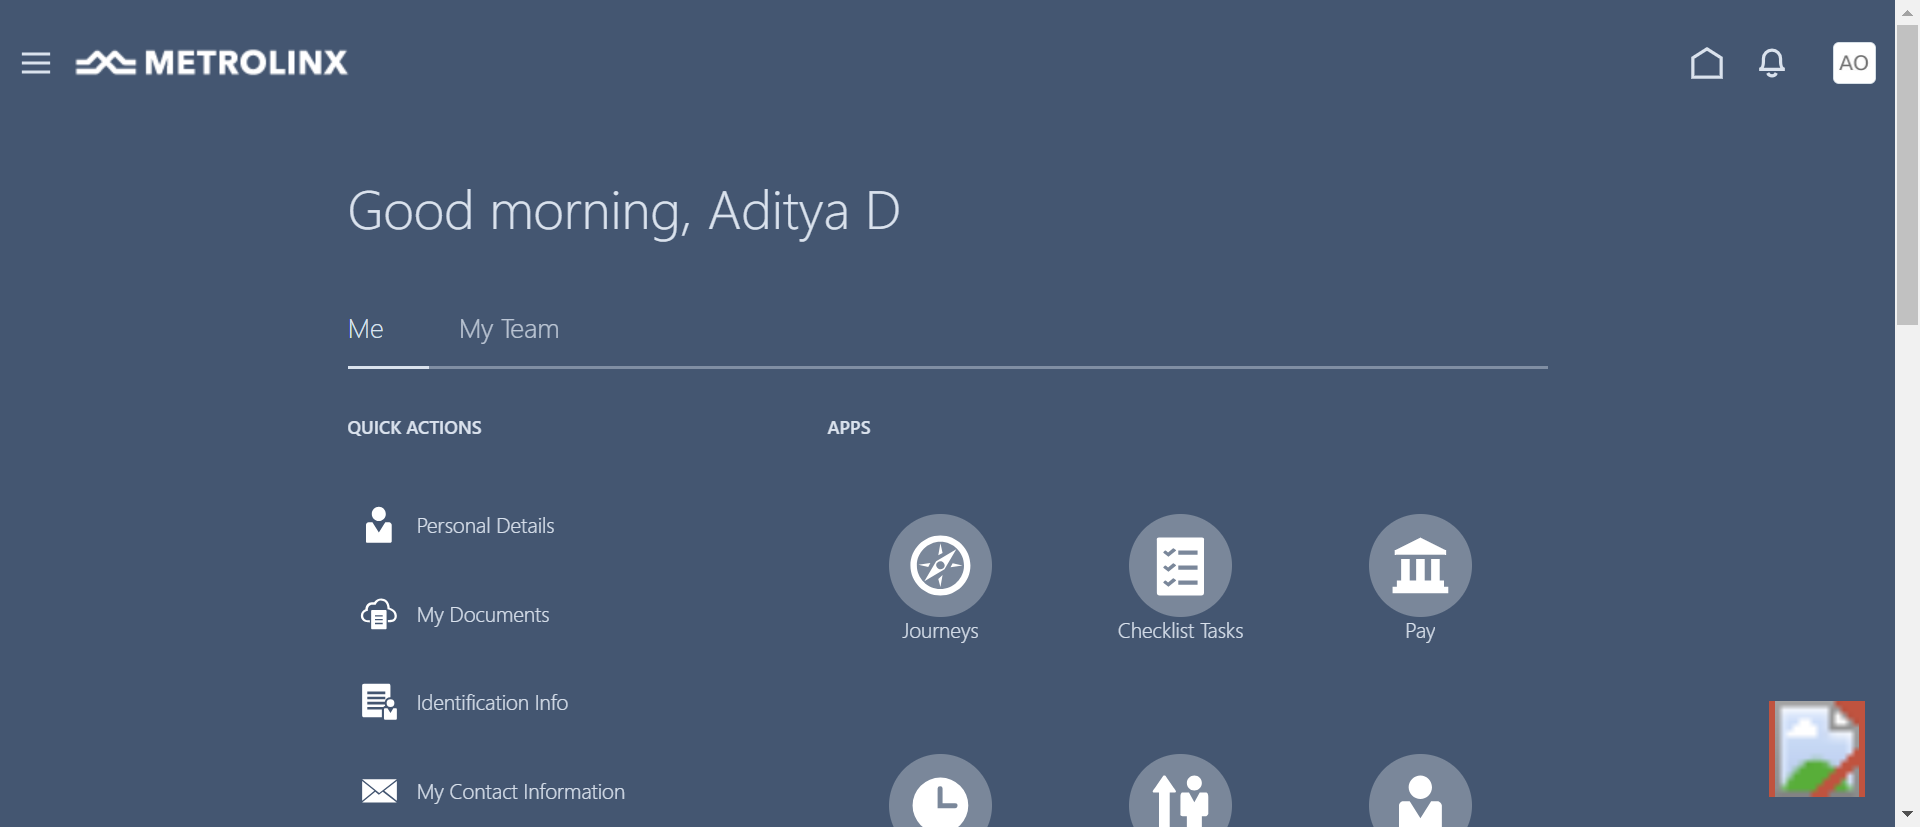 METROLINX
AO
Good morning, Aditya D
Me
My Team
QUICK ACTIONS
APPS
Personal Details
My Documents
Identification Info
My Contact Information
Journeys
Checklist Tasks
Pay